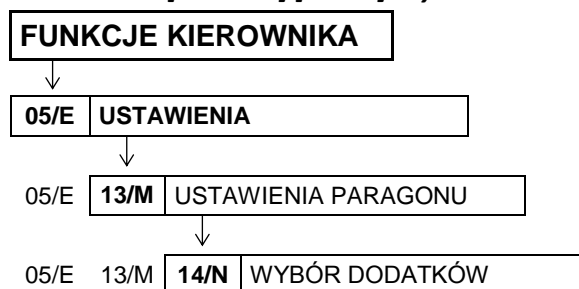 FUNKCJE KIEROWNIKA
05/E USTAWIENIA
05/E 13/M USTAWIENIA PARAGONU
05/E 13/M 14/N WYBÓR DODATKÓW